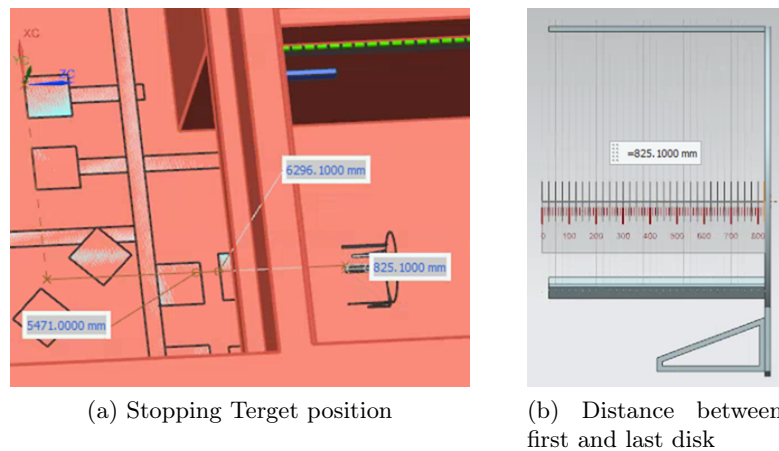 XC
YC
ZC
6296.1000 mm
825.1000 mm
5471.0000 mm
=825.1000 mm
0 100 200 300 400 500 600 700 800
(a) Stopping Terget position
(b) Distance between
first and last disk